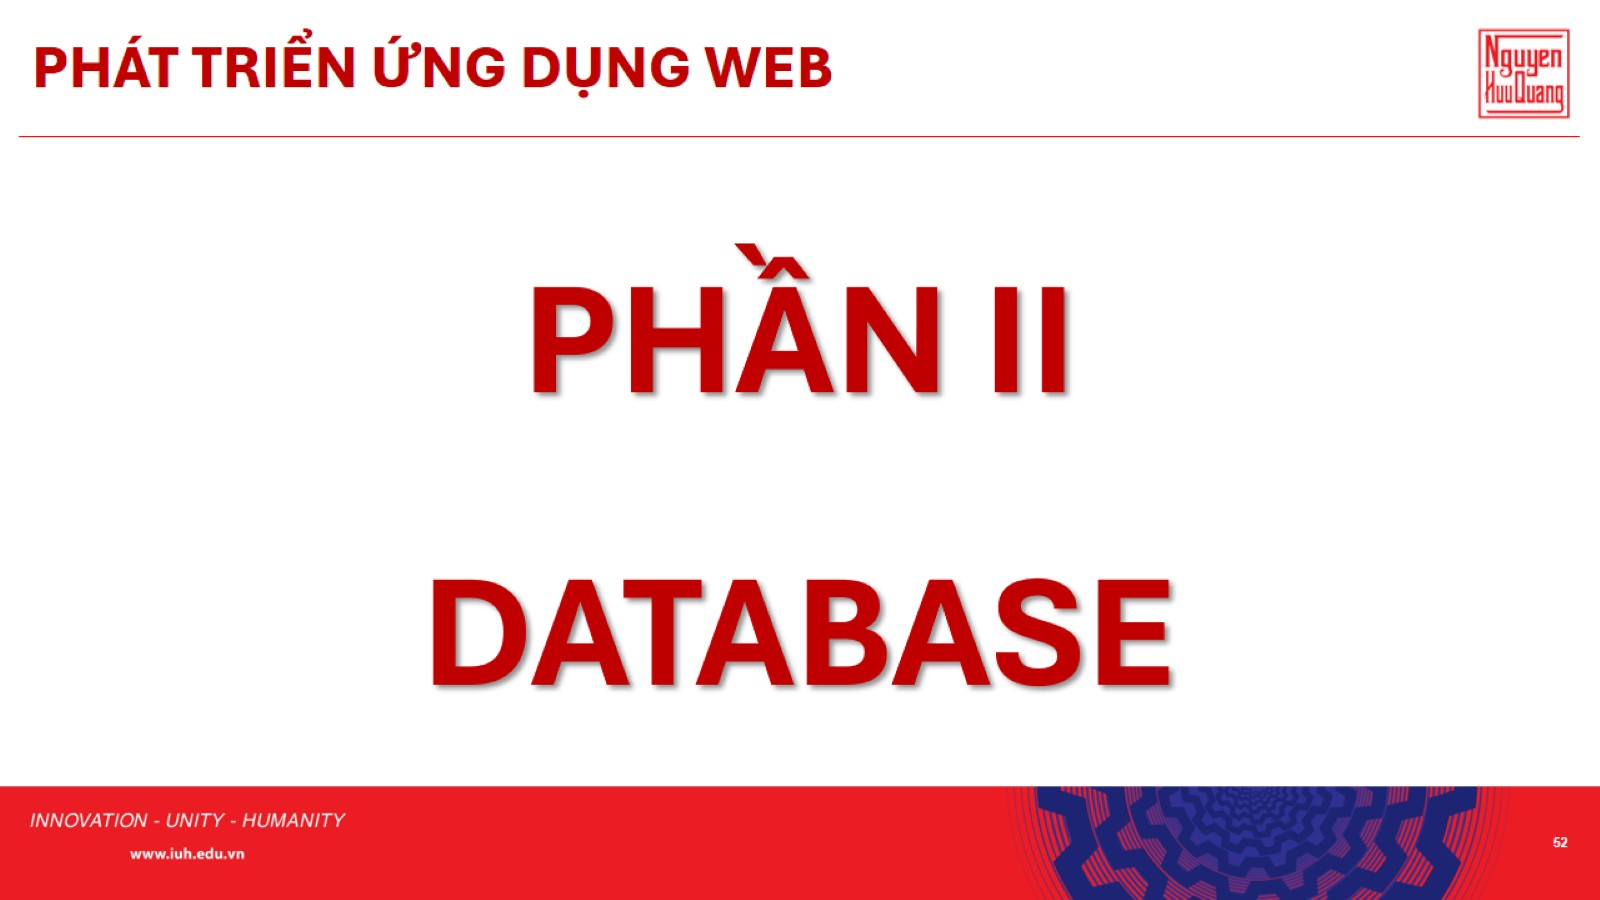 PHÁT TRIỂN ỨNG DỤNG WEB
Nguyen
HuuQuang
PHẦN II
DATABASE
INNOVATION - UNITY - HUMANITY
www.iuh.edu.vn
52